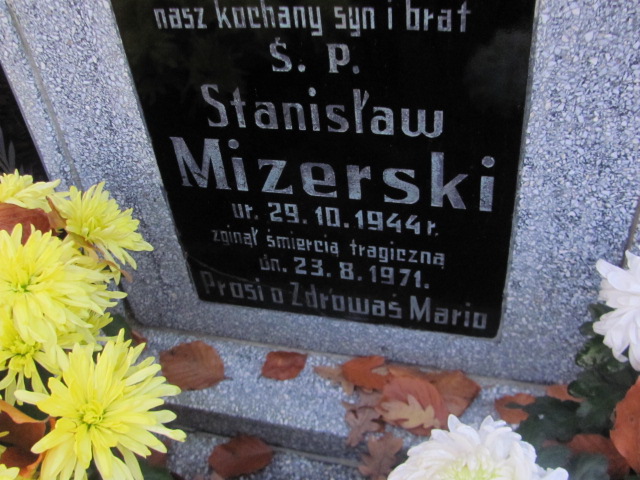 nasz kochany syn i brat
Ś. P.
Stanisław
Mizerski
ur. 29.10.1944 r.
zginął śmiercią tragiczną
dn. 23.8.1971.
Prosi o Zdrowaś Mario